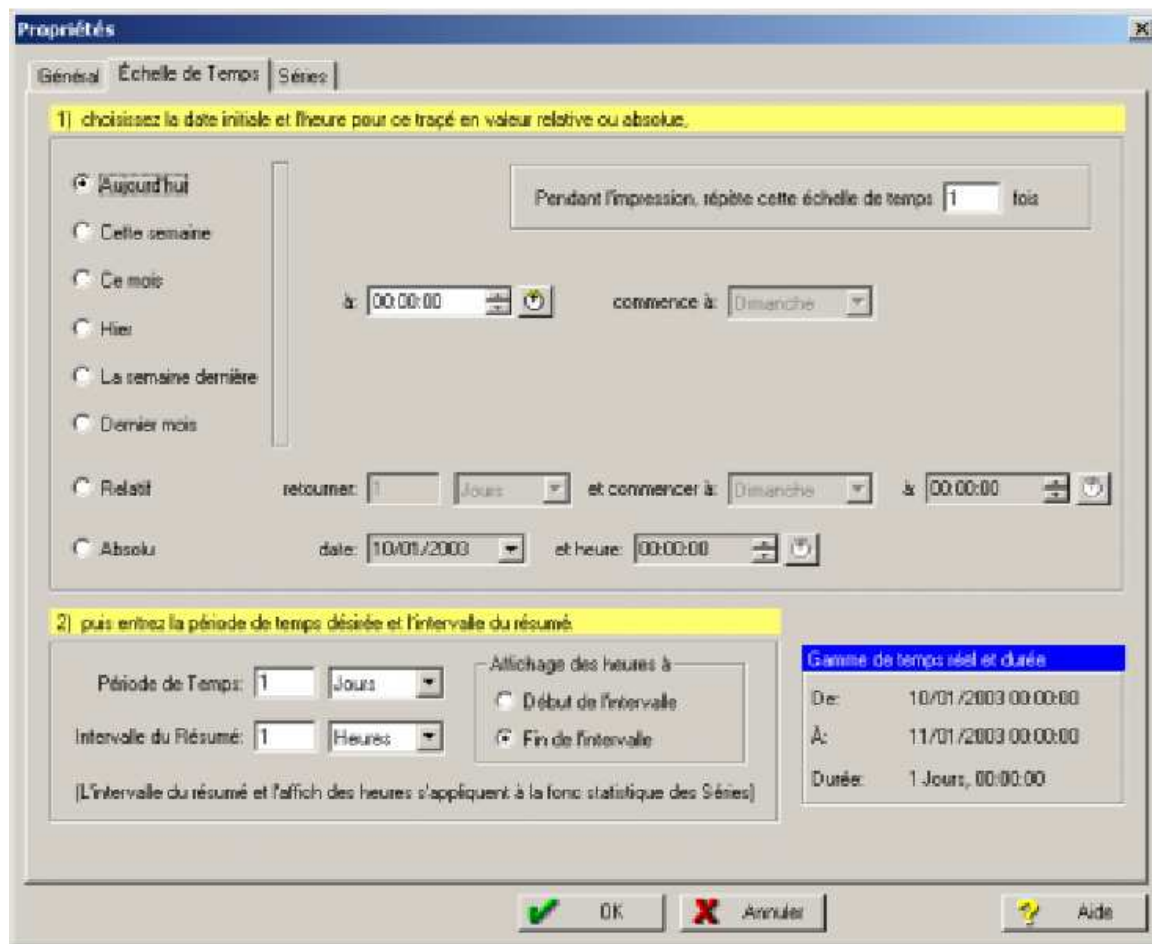 Propriétés
Général Échelle de Temps Séries
1) choisissez la date initiale et l'heure pour ce traçé en valeur relative ou absolue,
Aujourd'hui
Pendant l'impression, répète cette échelle de temps 1 fois
Cette semaine
Ce mois
à: 00:00:00 commence à: Dimanche
Hier
La semaine dernière
Dernier mois
Relatif retourner: 1 Jours et commencer à: Dimanche à: 00:00:00
Absolu date: 10/01/2003 et heure: 00:00:00
2) puis entrez la période de temps désirée et l'intervalle du résumé.
Période de Temps: 1 Jours
Intervalle du Résumé: 1 Heures
Affichage des heures à
Début de l'intervalle
Fin de l'intervalle
(L'intervalle du résumé et l'affich des heures s'appliquent à la fonc statistique des Séries)
Gamme de temps réel et durée
De: 10/01/2003 00:00:00
À: 11/01/2003 00:00:00
Durée: 1 Jours, 00:00:00
OK Annuler Aide